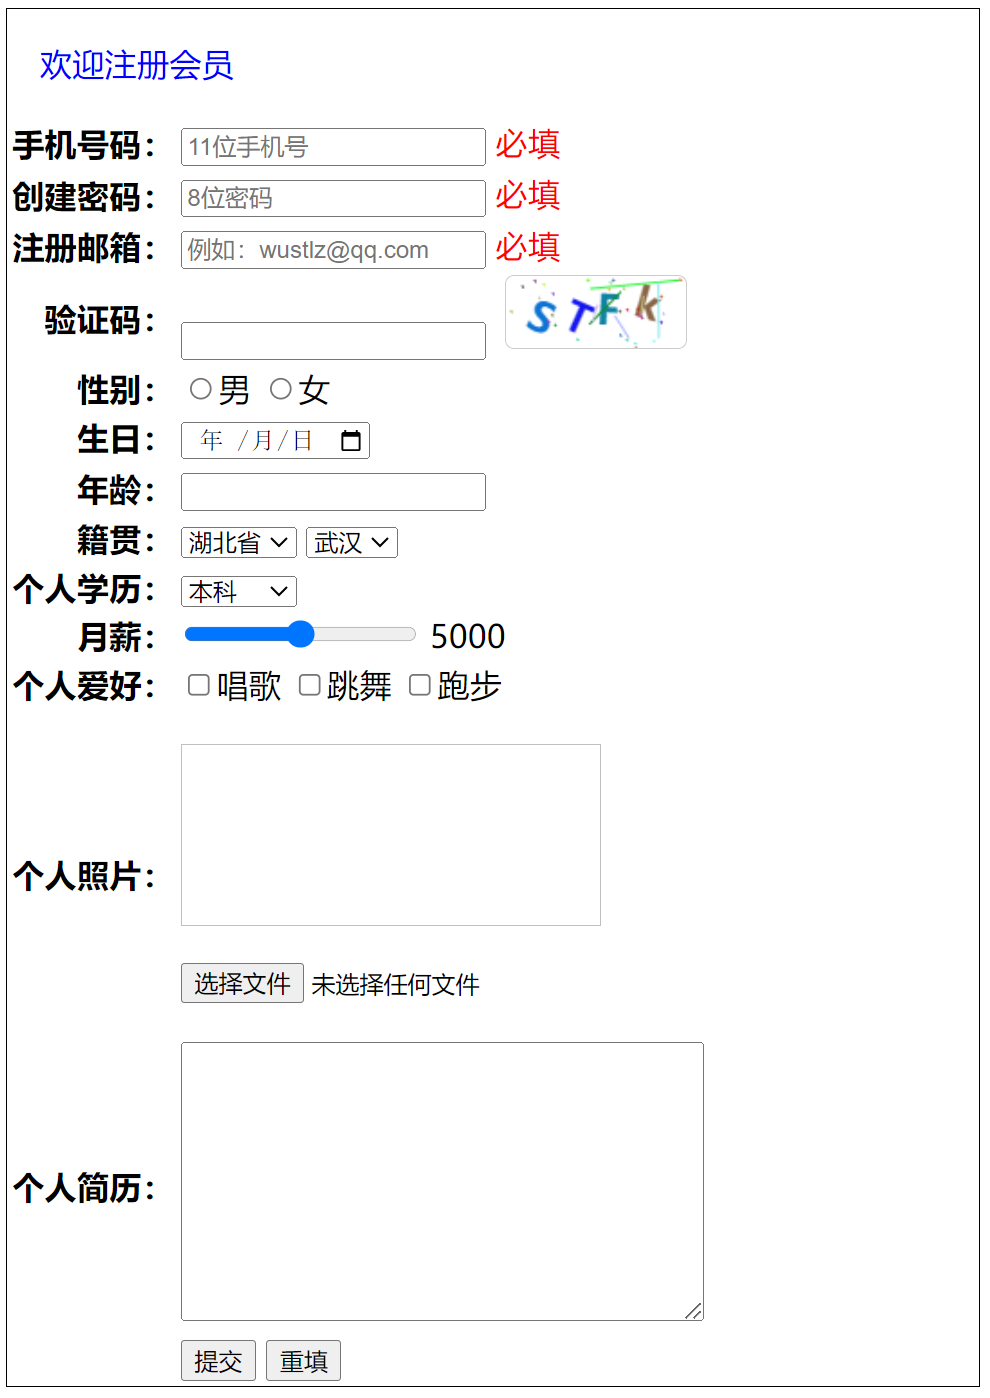 欢迎注册会员
手机号码： 11位手机号 必填
创建密码： 8位密码 必填
注册邮箱： 例如：wustlz@qq.com 必填
验证码： STFk
性别： 男 女
生日： 年 /月/日
年龄：
籍贯： 湖北省 武汉
个人学历： 本科
月薪： 5000
个人爱好： 唱歌 跳舞 跑步
个人照片：
选择文件 未选择任何文件
个人简历：
提交 重填